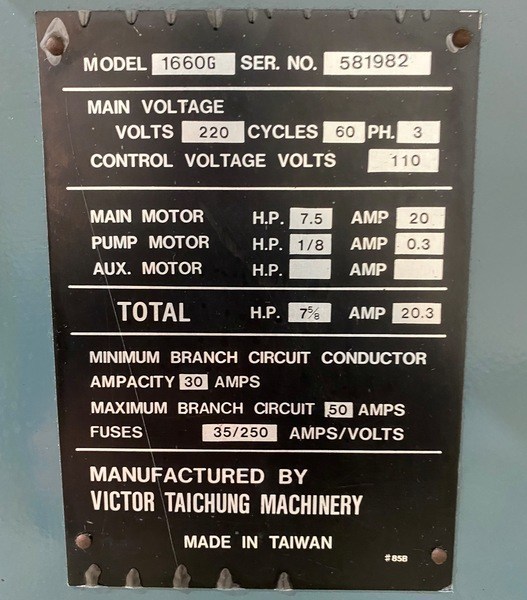 MODEL 1660G SER. NO. 581982
MAIN VOLTAGE
VOLTS 220 CYCLES 60 PH. 3
CONTROL VOLTAGE VOLTS 110
MAIN MOTOR H.P. 7.5 AMP 20
PUMP MOTOR H.P. 1/8 AMP 0.3
AUX. MOTOR H.P. AMP
TOTAL H.P. 7⅝ AMP 20.3
MINIMUM BRANCH CIRCUIT CONDUCTOR
AMPACITY 30 AMPS
MAXIMUM BRANCH CIRCUIT 50 AMPS
FUSES 35/250 AMPS/VOLTS
MANUFACTURED BY
VICTOR TAICHUNG MACHINERY
MADE IN TAIWAN
#85B